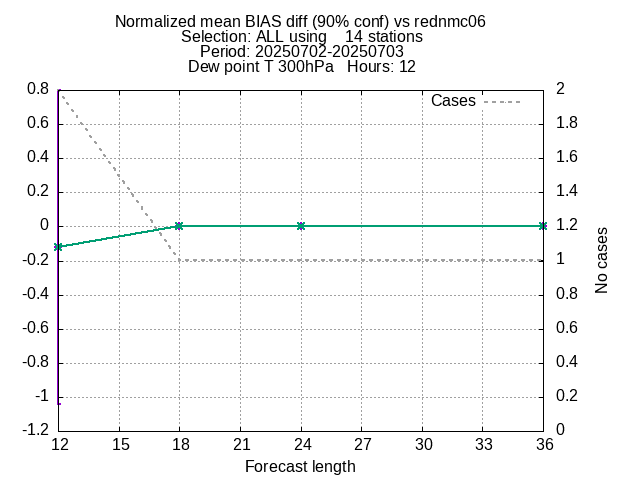 Normalized mean BIAS diff (90% conf) vs rednmc06
Selection: ALL using    14 stations
Period: 20250702-20250703
Dew point T 300hPa   Hours: 12
Cases
0.8
0.6
0.4
0.2
0
-0.2
-0.4
-0.6
-0.8
-1
-1.2
2
1.8
1.6
1.4
1.2
1
0.8
0.6
0.4
0.2
0
No cases
12 15 18 21 24 27 30 33 36
Forecast length